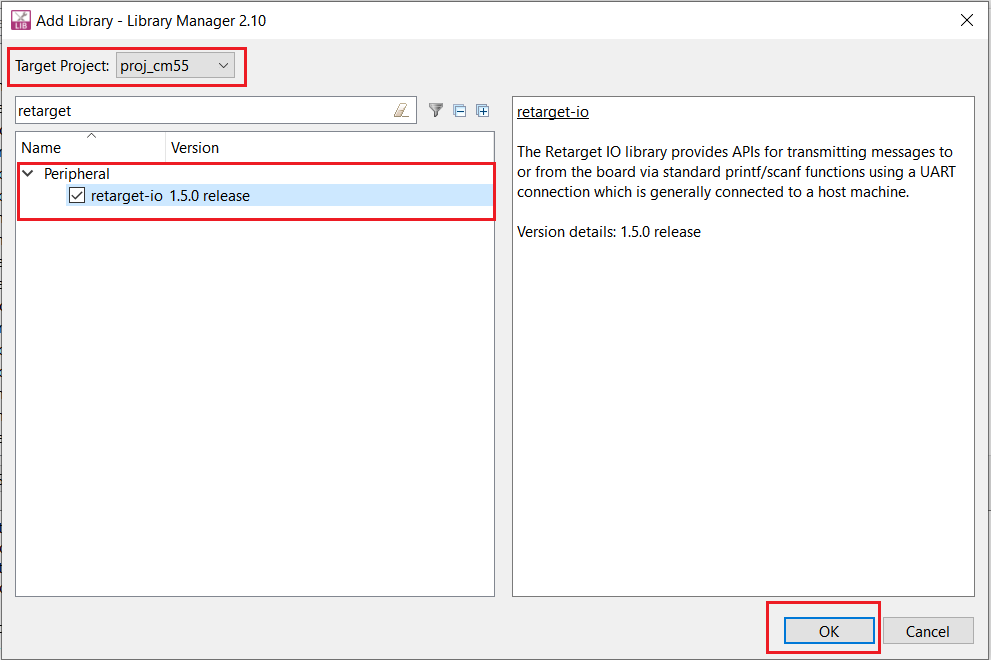 Add Library - Library Manager 2.10
Target Project: proj_cm55
retarget
Name Version
Peripheral
retarget-io 1.5.0 release
retarget-io
The Retarget IO library provides APIs for transmitting messages to
or from the board via standard printf/scanf functions using a UART
connection which is generally connected to a host machine.
Version details: 1.5.0 release
OK Cancel